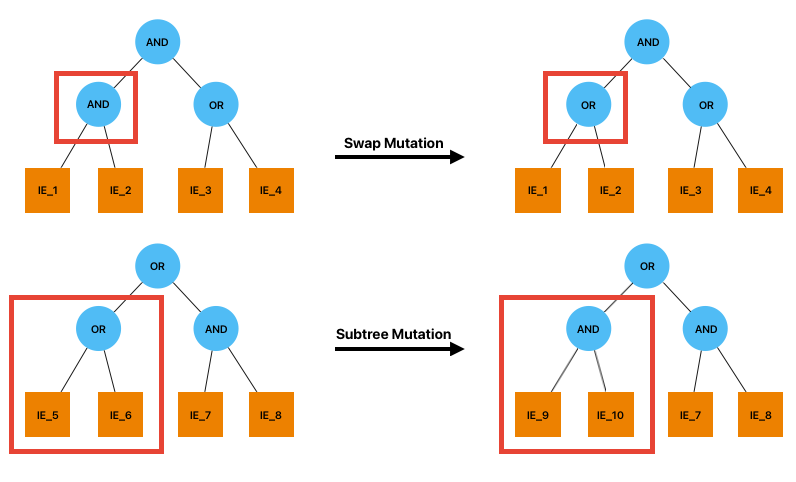 AND
AND
AND
OR
OR
OR
Swap Mutation
IE_1
IE_2
IE_3
IE_4
IE_1
IE_2
IE_3
IE_4
OR
OR
OR
AND
AND
AND
Subtree Mutation
IE_5
IE_6
IE_7
IE_8
IE_9
IE_10
IE_7
IE_8